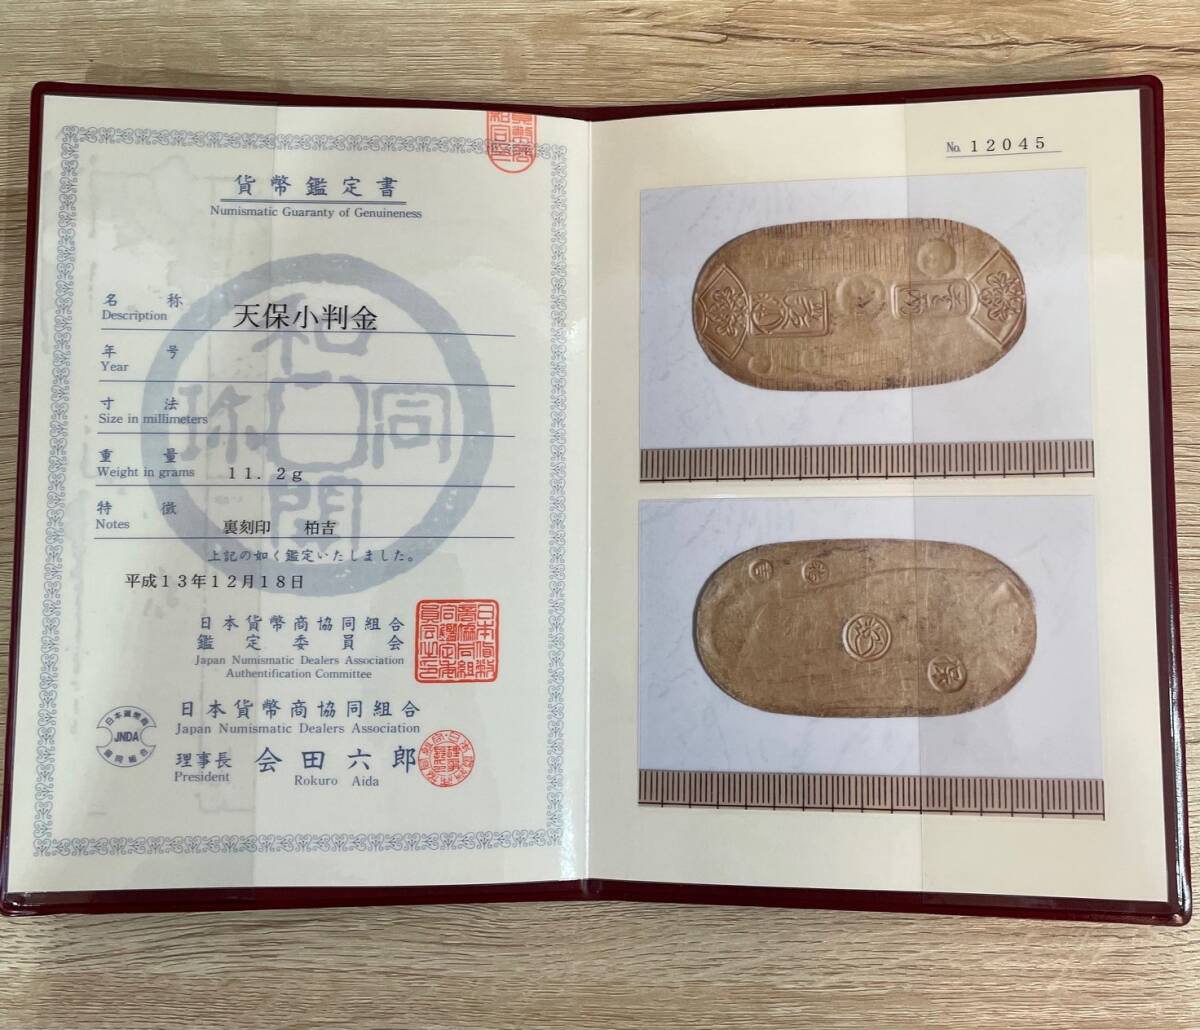 貨幣鑑定書
Numismatic Guaranty of Genuineness
名称 天保小判金
Description
年号
Year
寸法
Size in millimeters
重量 11.2g
Weight in grams
特徴 裏刻印 柏吉
Notes
上記の如く鑑定いたしました。
平成13年12月18日
日本貨幣商協同組合
鑑定委員会
Japan Numismatic Dealers Association
Authentification Committee
日本貨幣商協同組合
Japan Numismatic Dealers Association
理事長 会田六郎
President Rokuro Aida
JNDA
和同開珎
№ 12045